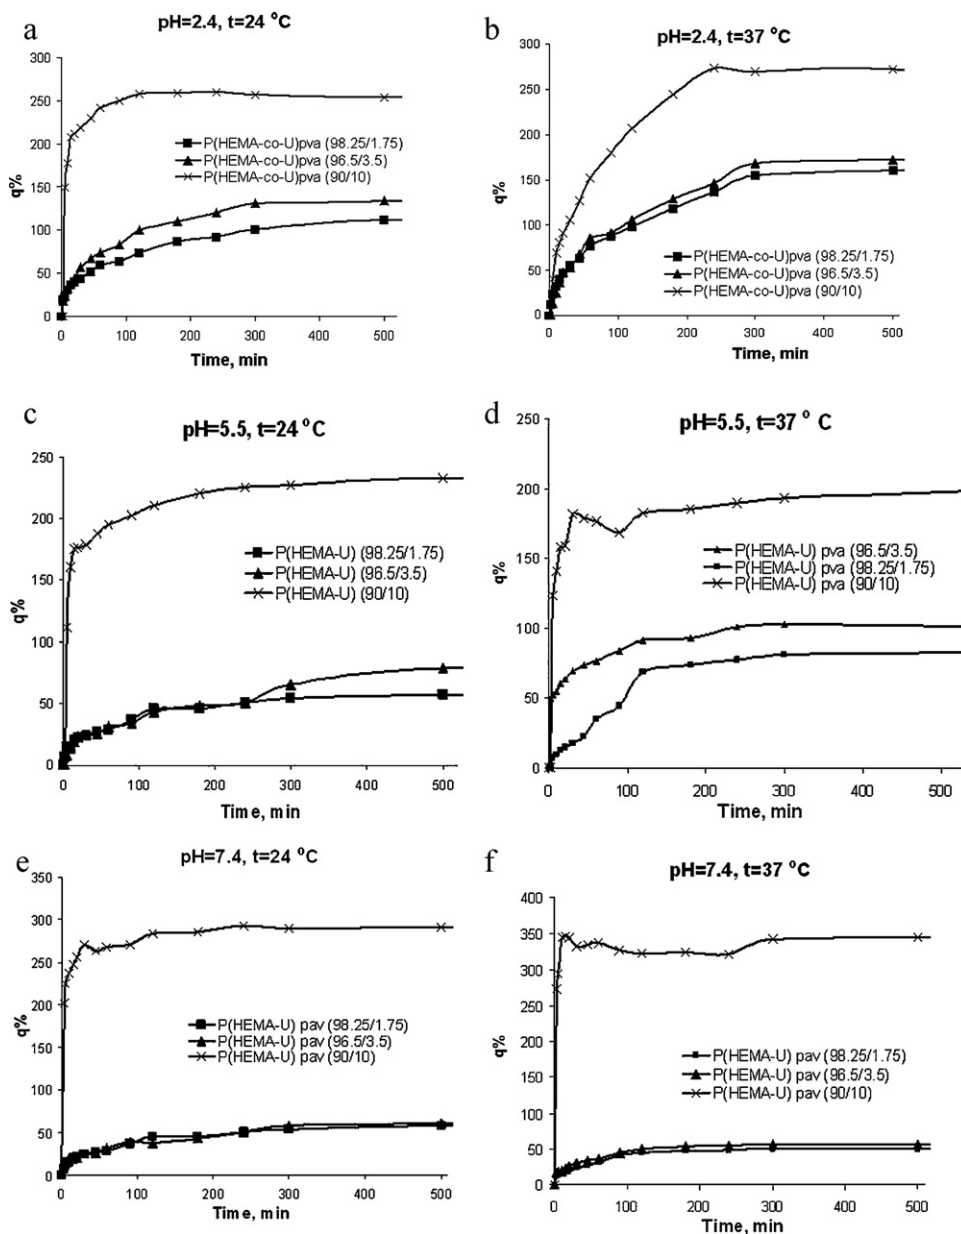 a
pH=2.4, t=24 °C
300
250
200
150
100
50
0
q%
P(HEMA-co-U)pva (98.25/1.75)
P(HEMA-co-U)pva (96.5/3.5)
P(HEMA-co-U)pva (90/10)
0 100 200 300 400 500
Time, min
b
pH=2.4, t=37 °C
300
250
200
150
100
50
0
q%
P(HEMA-co-U)pva (98.25/1.75)
P(HEMA-co-U)pva (96.5/3.5)
P(HEMA-co-U)pva (90/10)
0 100 200 300 400 500
Time, min
c
pH=5.5, t=24 °C
250
200
150
100
50
0
q%
P(HEMA-U) (98.25/1.75)
P(HEMA-U) (96.5/3.5)
P(HEMA-U) (90/10)
0 100 200 300 400 500
Time, min
d
pH=5.5, t=37 °C
200
150
100
50
0
q%
P(HEMA-U) pva (96.5/3.5)
P(HEMA-U) pva (98.25/1.75)
P(HEMA-U) pva (90/10)
0 100 200 300 400 500
Time, min
e
pH=7.4, t=24 °C
350
300
250
200
150
100
50
0
q%
P(HEMA-U) pav (98.25/1.75)
P(HEMA-U) pav (96.5/3.5)
P(HEMA-U) pav (90/10)
0 100 200 300 400 500
Time, min
f
pH=7.4, t=37 °C
400
350
300
250
200
150
100
50
0
q%
P(HEMA-U) pav (98.25/1.75)
P(HEMA-U) pav (96.5/3.5)
P(HEMA-U) pav (90/10)
0 100 200 300 400 500
Time, min